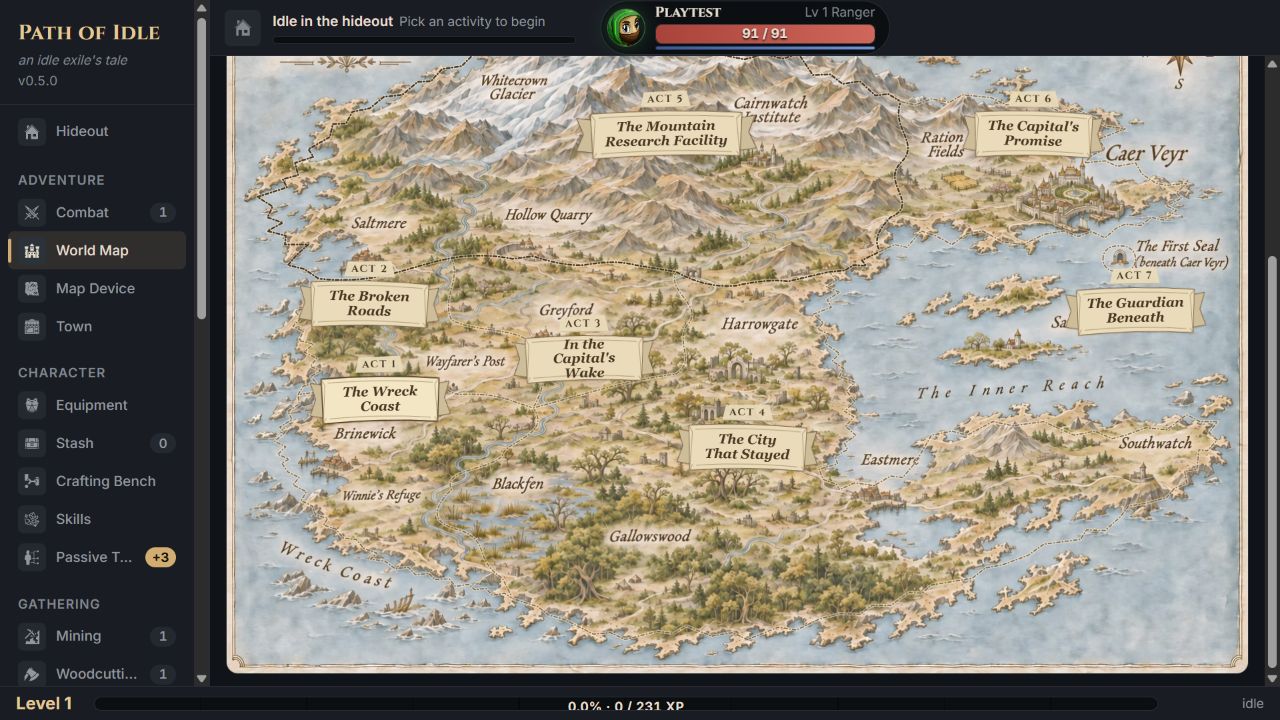 PATH OF IDLE
an idle exile's tale
v0.5.0
Hideout
ADVENTURE
Combat 1
World Map
Map Device
Town
CHARACTER
Equipment
Stash 0
Crafting Bench
Skills
Passive T... +3
GATHERING
Mining 1
Woodcutti... 1
Idle in the hideout Pick an activity to begin
PLAYTEST Lv 1 Ranger
91 / 91
S
Whitecrown
Glacier
ACT 5
The Mountain
Research Facility
Cairnwatch
Institute
ACT 6
The Capital's
Promise
Ration
Fields
Caer Veyr
Saltmere
Hollow Quarry
The First Seal
(beneath Caer Veyr)
ACT 7
The Guardian
Beneath
ACT 2
The Broken
Roads
Greyford
ACT 3
In the
Capital's
Wake
Harrowgate
ACT 1
The Wreck
Coast
Wayfarer's Post
The Inner Reach
ACT 4
The City
That Stayed
Brinewick
Southwatch
Eastmere
Winnie's Refuge
Blackfen
Gallowswood
Wreck Coast
Level 1
0.0% · 0 / 231 XP
idle